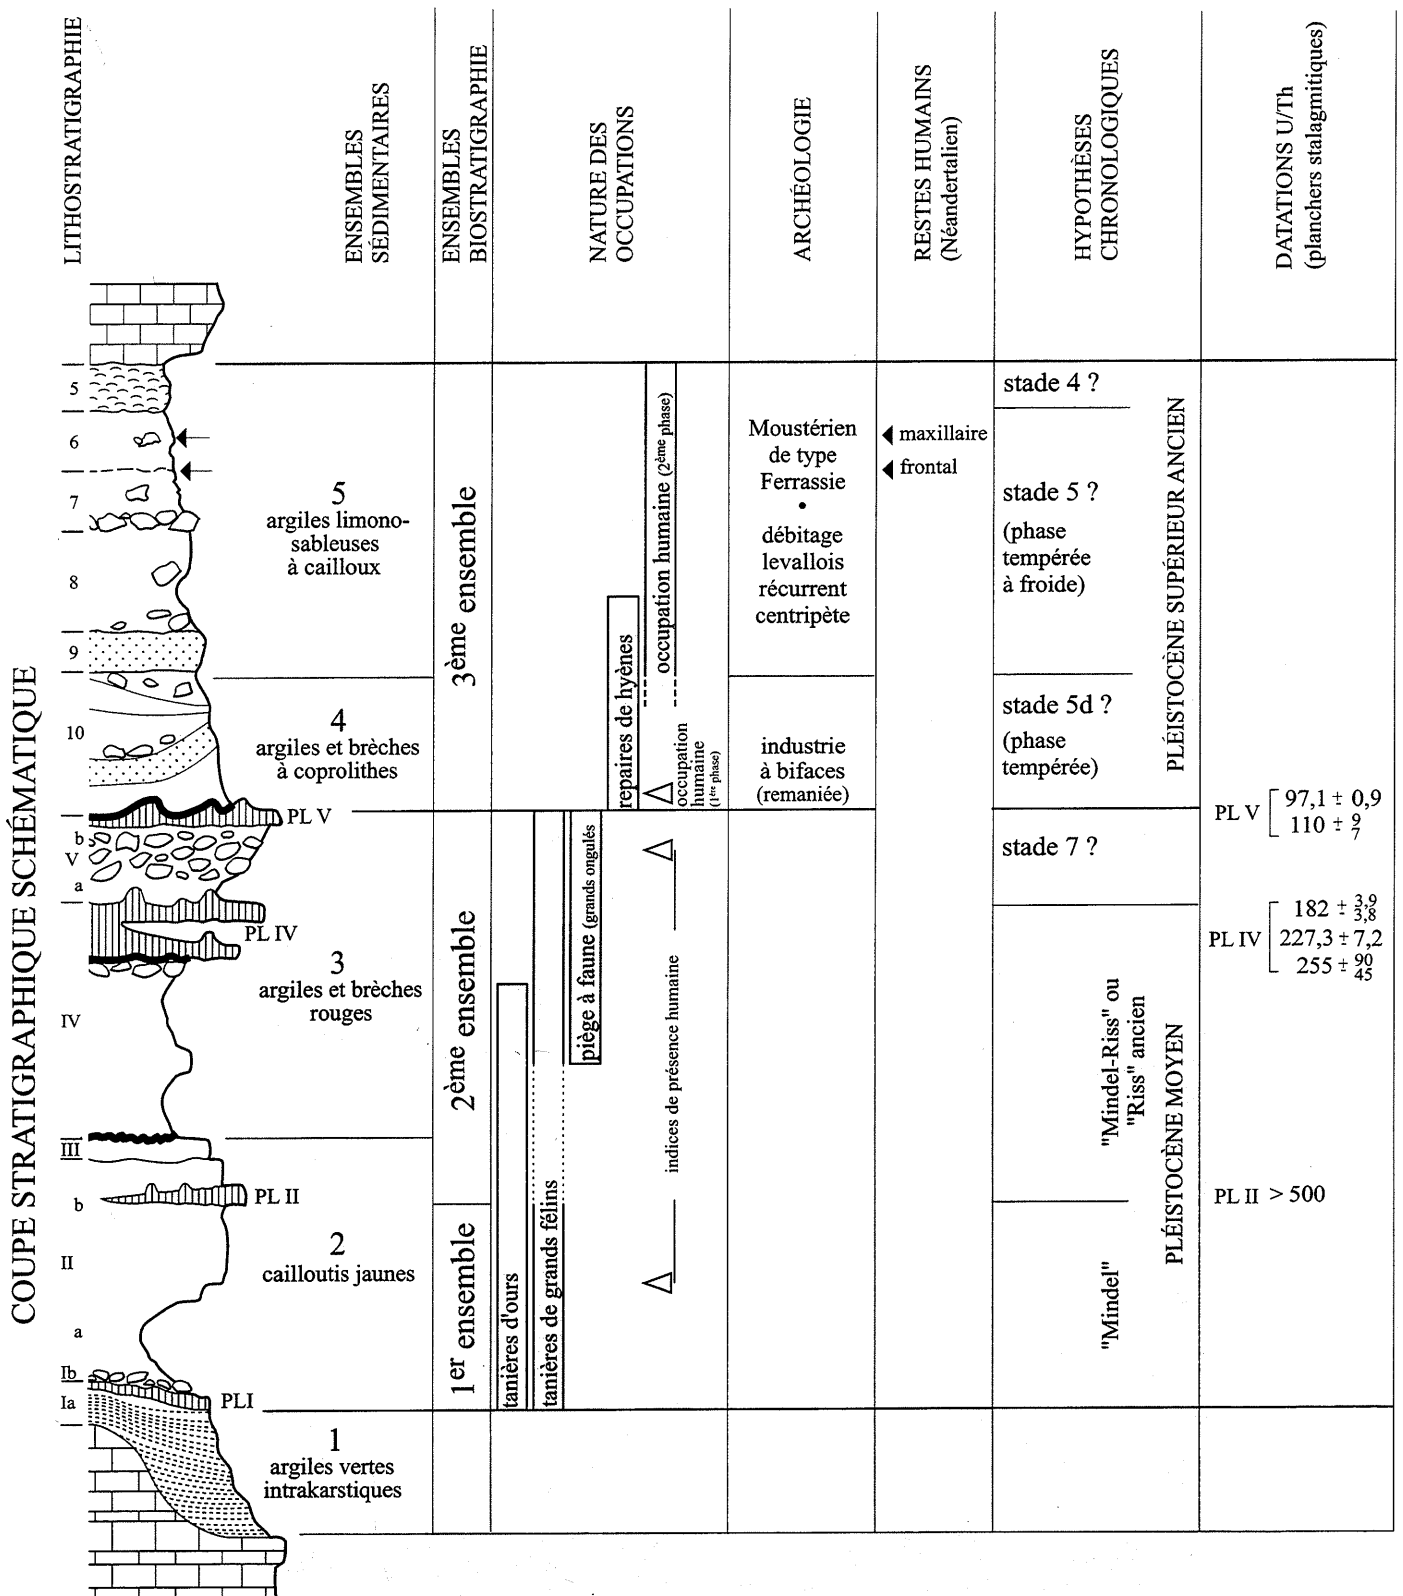 COUPE STRATIGRAPHIQUE SCHÉMATIQUE
LITHOSTRATIGRAPHIE
ENSEMBLES
SÉDIMENTAIRES
ENSEMBLES
BIOSTRATIGRAPHIE
NATURE DES
OCCUPATIONS
ARCHÉOLOGIE
RESTES HUMAINS
(Néandertalien)
HYPOTHÈSES
CHRONOLOGIQUES
DATATIONS U/Th
(planchers stalagmitiques)
5
6
7
8
9
10
b
V
a
IV
III
b
II
a
Ib
Ia
PL V
PL IV
PL II
PLI
5
argiles limono-
sableuses
à cailloux
4
argiles et brèches
à coprolithes
3
argiles et brèches
rouges
2
cailloutis jaunes
1
argiles vertes
intrakarstiques
3ème ensemble
2ème ensemble
1er ensemble
tanières d'ours
tanières de grands félins
piège à faune (grands ongulés
repaires de hyènes
occupation humaine (2ème phase)
occupation
humaine
(1ère phase)
indices de présence humaine
Moustérien
de type
Ferrassie
•
débitage
levallois
récurrent
centripète
industrie
à bifaces
(remaniée)
maxillaire
frontal
stade 4 ?
stade 5 ?
(phase
tempérée
à froide)
stade 5d ?
(phase
tempérée)
stade 7 ?
"Mindel-Riss" ou
"Riss" ancien
"Mindel"
PLÉISTOCÈNE SUPÉRIEUR ANCIEN
PLÉISTOCÈNE MOYEN
PL V
97,1 ± 0,9
110 ± 9/7
PL IV
182 ± 3,9/3,8
227,3 ± 7,2
255 ± 90/45
PL II > 500